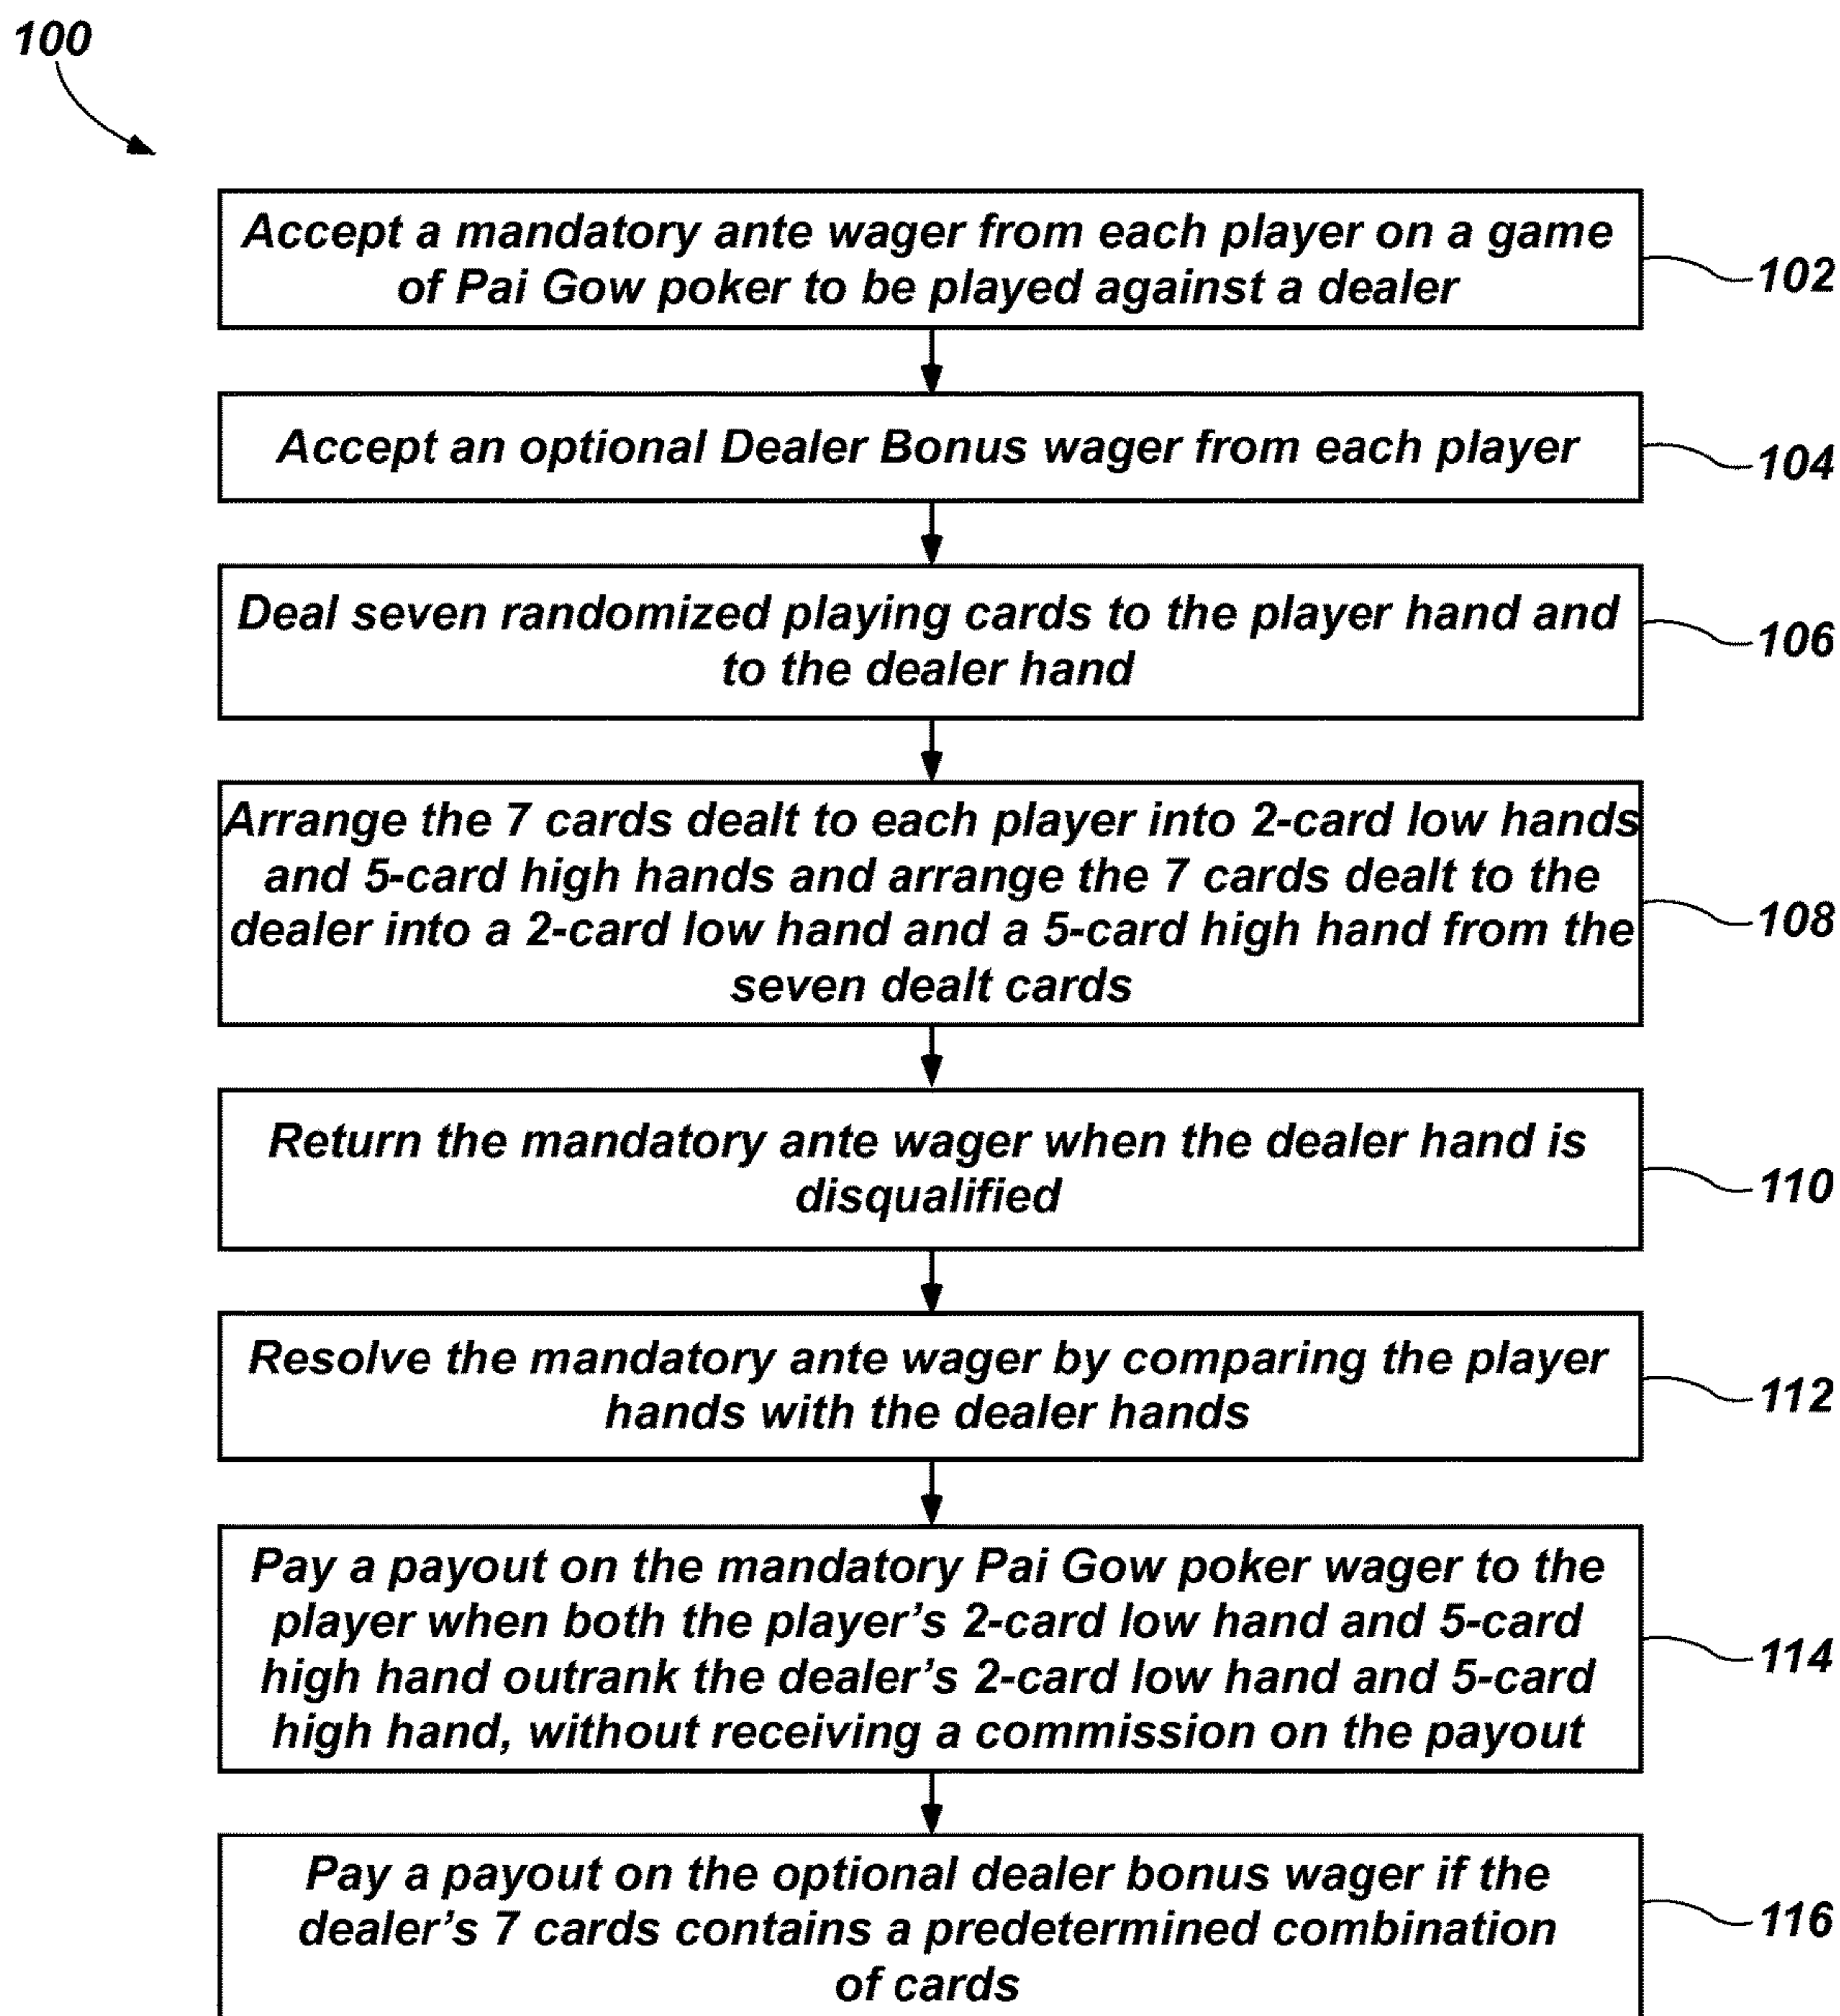 100
Accept a mandatory ante wager from each player on a game
of Pai Gow poker to be played against a dealer
102
Accept an optional Dealer Bonus wager from each player
104
Deal seven randomized playing cards to the player hand and
to the dealer hand
106
Arrange the 7 cards dealt to each player into 2-card low hands
and 5-card high hands and arrange the 7 cards dealt to the
dealer into a 2-card low hand and a 5-card high hand from the
seven dealt cards
108
Return the mandatory ante wager when the dealer hand is
disqualified
110
Resolve the mandatory ante wager by comparing the player
hands with the dealer hands
112
Pay a payout on the mandatory Pai Gow poker wager to the
player when both the player's 2-card low hand and 5-card
high hand outrank the dealer's 2-card low hand and 5-card
high hand, without receiving a commission on the payout
114
Pay a payout on the optional dealer bonus wager if the
dealer's 7 cards contains a predetermined combination
of cards
116